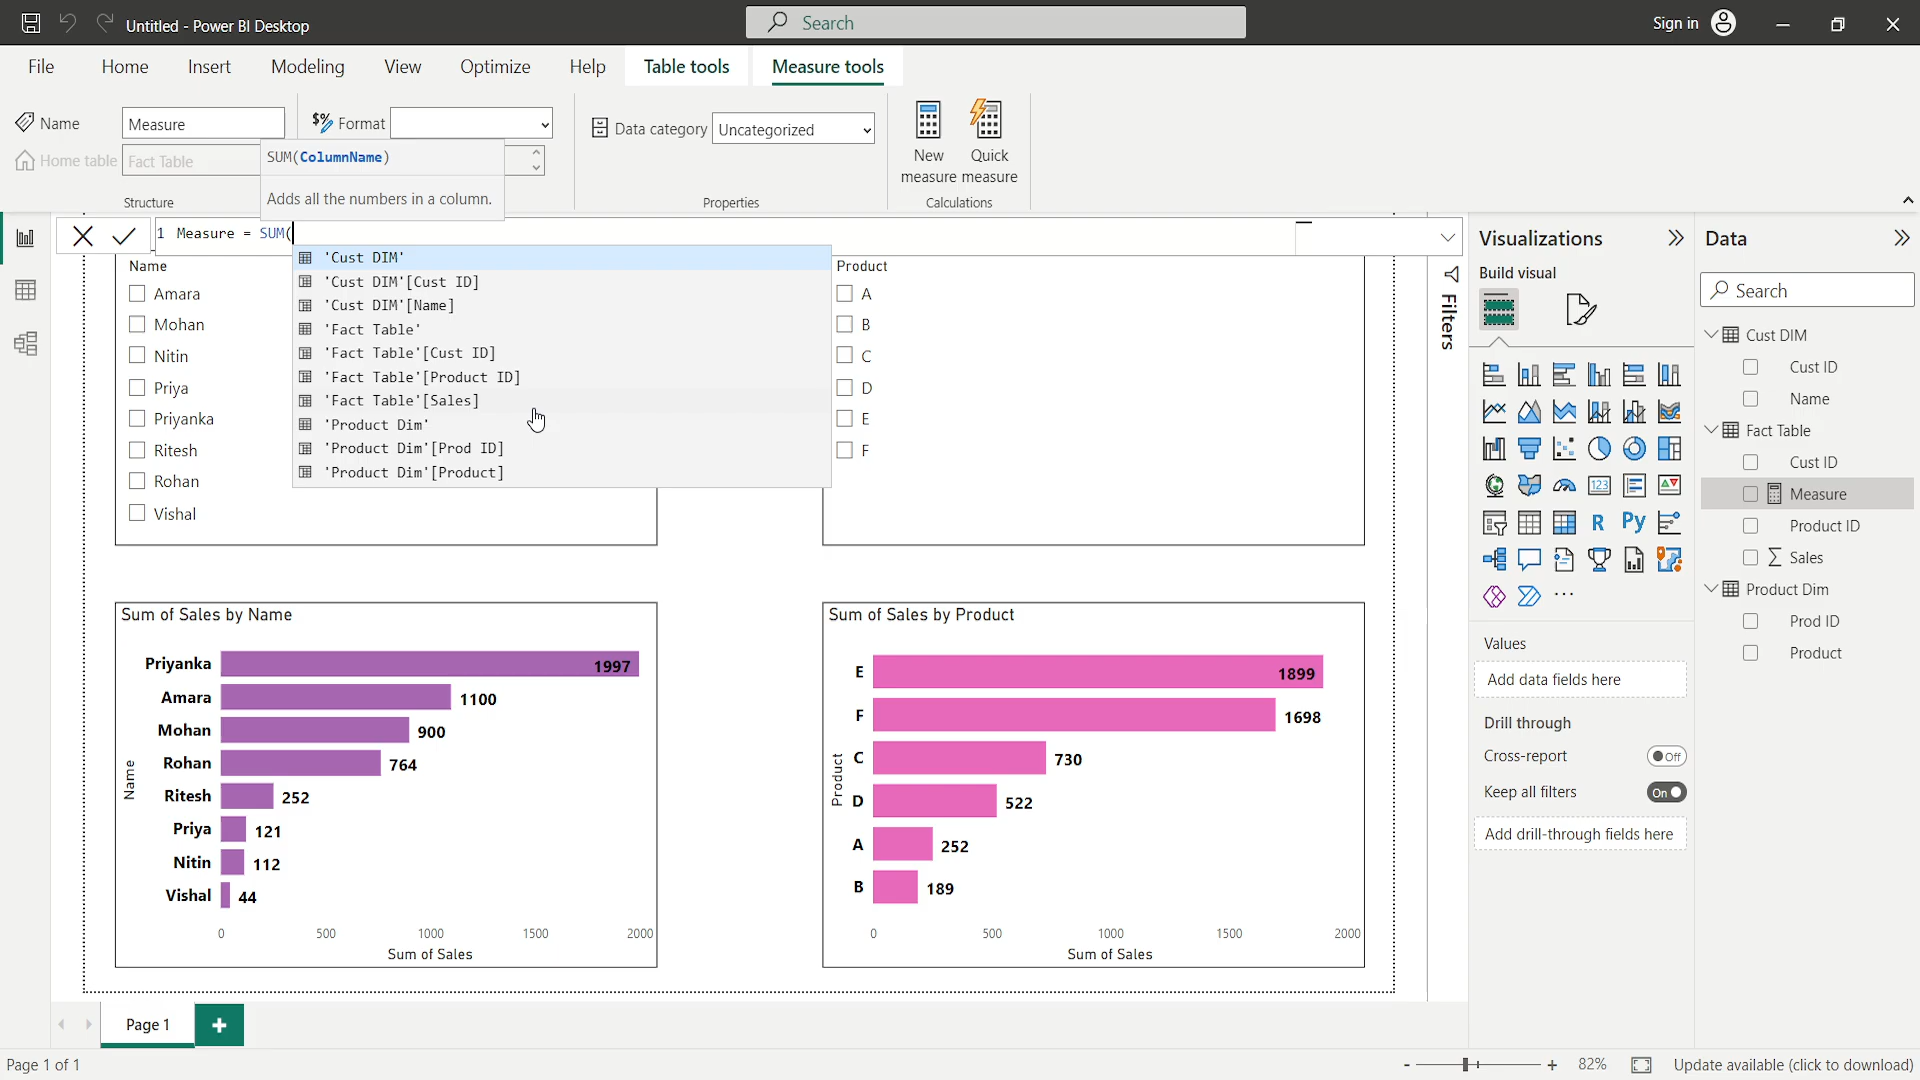 Untitled - Power BI Desktop
Search
Sign in
File
Home
Insert
Modeling
View
Optimize
Help
Table tools
Measure tools
Name
Measure
Format
Data category
Uncategorized
New measure
Quick measure
Home table
Fact Table
SUM(ColumnName)
Adds all the numbers in a column.
Structure
Properties
Calculations
1 Measure = SUM(
'Cust DIM'
'Cust DIM'[Cust ID]
'Cust DIM'[Name]
'Fact Table'
'Fact Table'[Cust ID]
'Fact Table'[Product ID]
'Fact Table'[Sales]
'Product Dim'
'Product Dim'[Prod ID]
'Product Dim'[Product]
Name
Amara
Mohan
Nitin
Priya
Priyanka
Ritesh
Rohan
Vishal
Product
A
B
C
D
E
F
Sum of Sales by Name
Priyanka 1997
Amara 1100
Mohan 900
Rohan 764
Ritesh 252
Priya 121
Nitin 112
Vishal 44
Name
0 500 1000 1500 2000
Sum of Sales
Sum of Sales by Product
E 1899
F 1698
C 730
D 522
A 252
B 189
Product
0 500 1000 1500 2000
Sum of Sales
Filters
Visualizations
Build visual
123
R
Py
Values
Add data fields here
Drill through
Cross-report
Off
Keep all filters
On
Add drill-through fields here
Data
Search
Cust DIM
Cust ID
Name
Fact Table
Cust ID
Measure
Product ID
Sales
Product Dim
Prod ID
Product
Page 1
Page 1 of 1
82%
Update available (click to download)